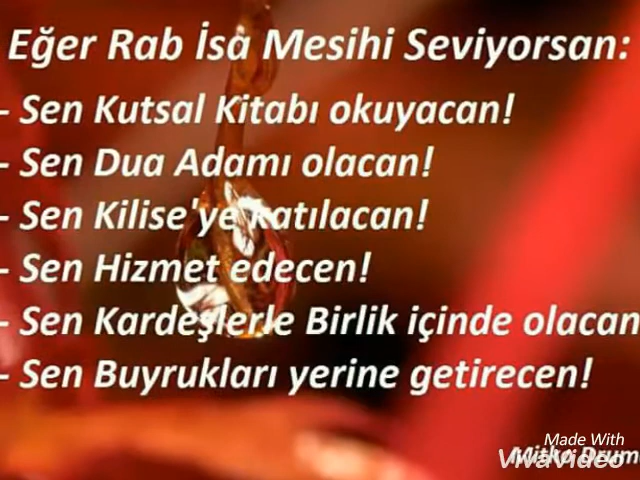 Eğer Rab İsa Mesihi Seviyorsan:
- Sen Kutsal Kitabı okuyacan!
- Sen Dua Adamı olacan!
- Sen Kilise'ye katılacan!
- Sen Hizmet edecen!
- Sen Kardeşlerle Birlik içinde olacan
- Sen Buyrukları yerine getirecen!
Made With
VivaVideo